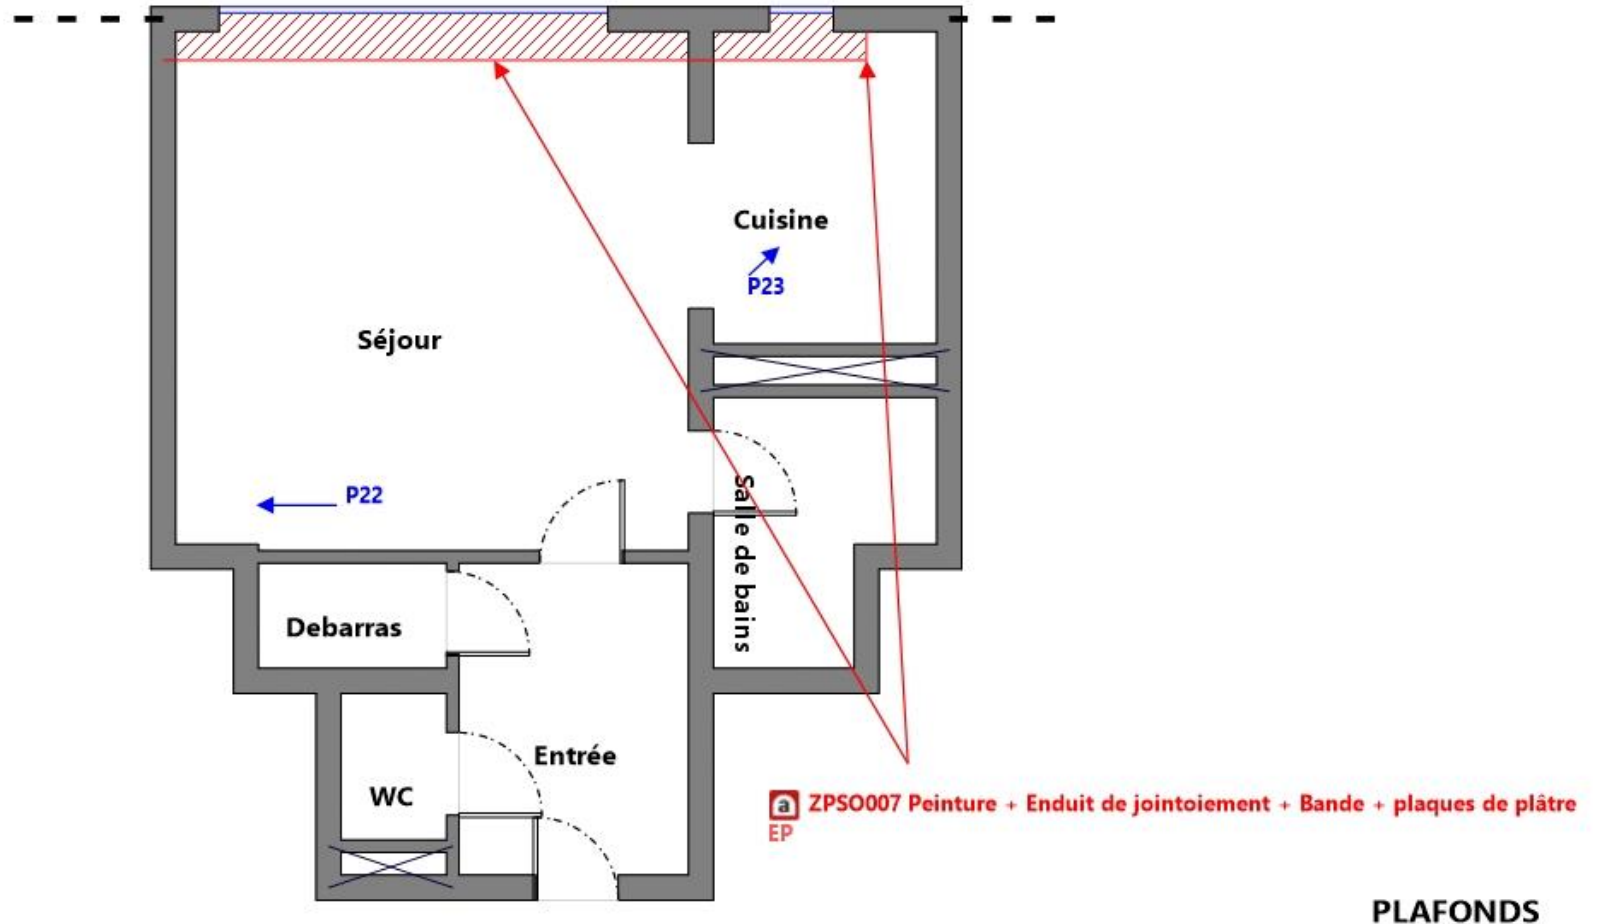 Cuisine
P23
Séjour
P22
Salle de bains
Debarras
Entrée
WC
a ZPSO007 Peinture + Enduit de jointoiement + Bande + plaques de plâtre
EP
PLAFONDS